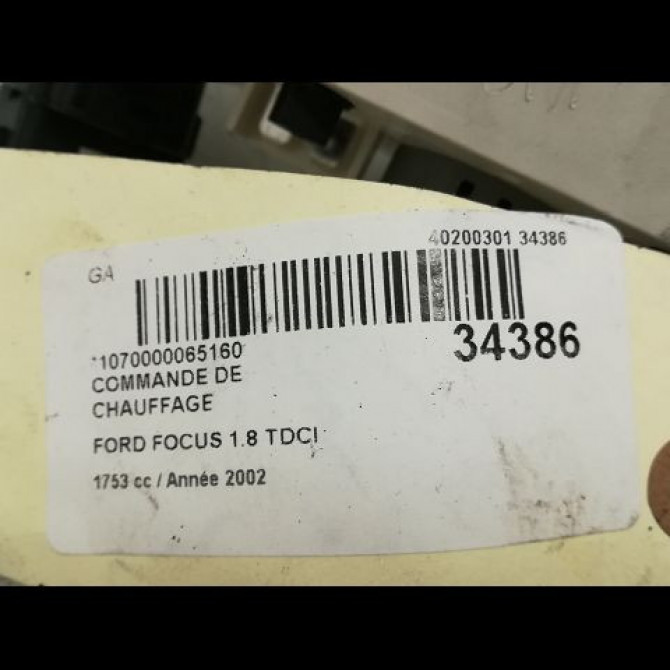 GA
40200301 34386
*1070000065160
34386
COMMANDE DE
CHAUFFAGE
FORD FOCUS 1.8 TDCI
1753 cc / Année 2002